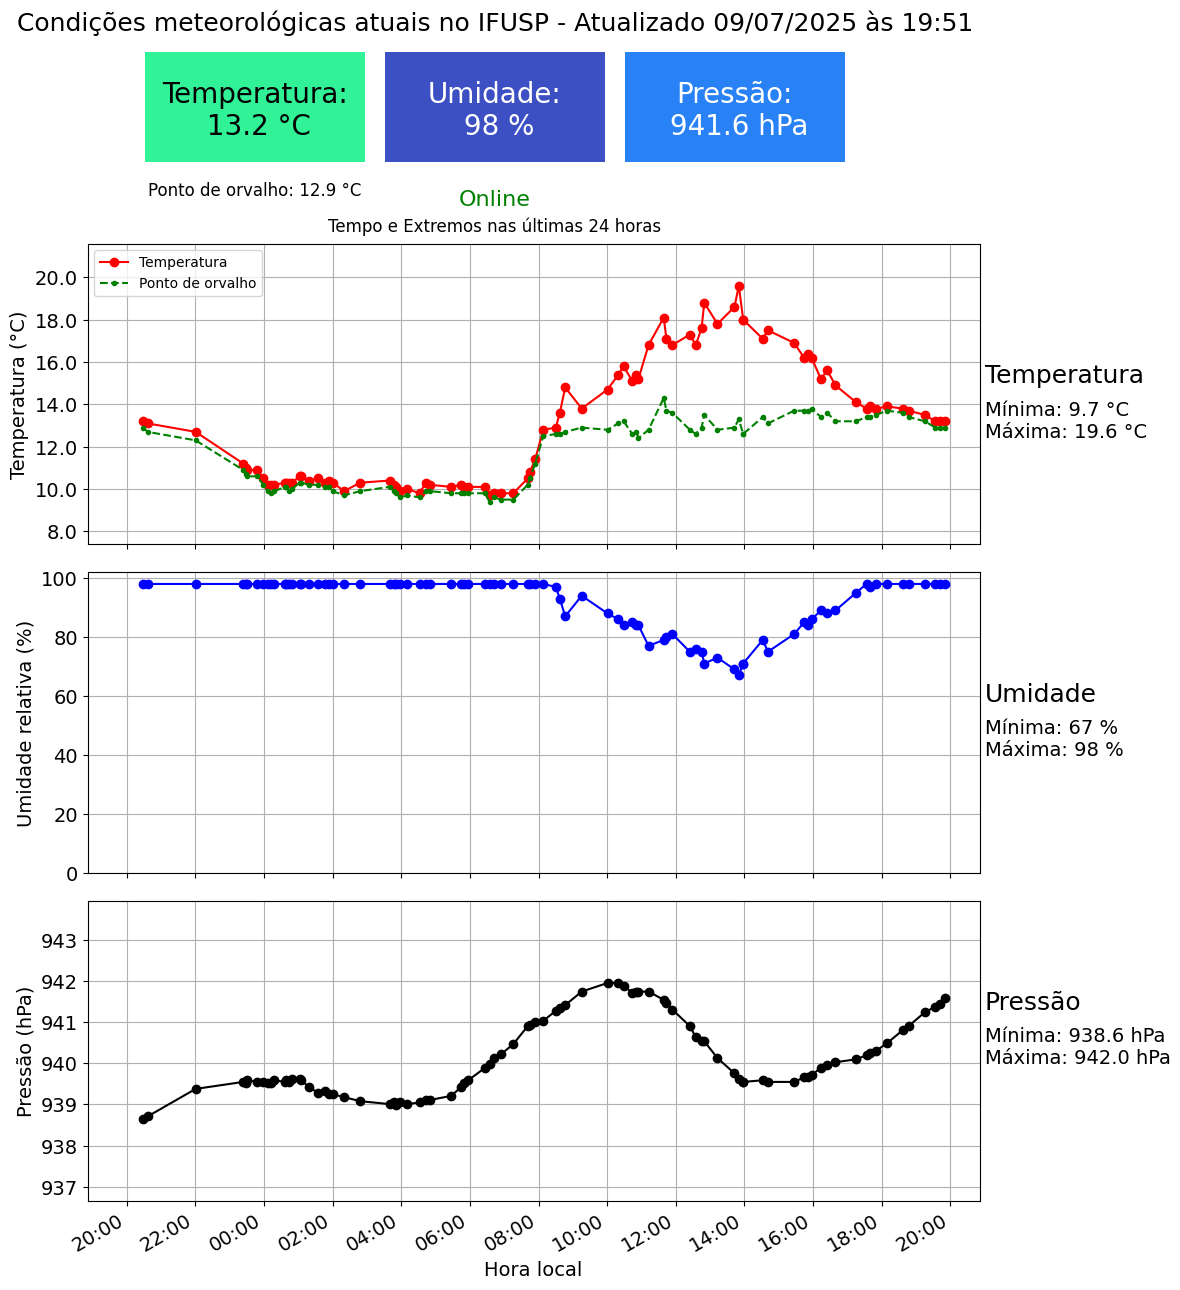 Condições meteorológicas atuais no IFUSP - Atualizado 09/07/2025 às 19:51
Temperatura:
13.2 °C
Umidade:
98 %
Pressão:
941.6 hPa
Ponto de orvalho: 12.9 °C
Online
Tempo e Extremos nas últimas 24 horas
Temperatura
Ponto de orvalho
Temperatura (°C)
20.0
18.0
16.0
14.0
12.0
10.0
8.0
Temperatura
Mínima: 9.7 °C
Máxima: 19.6 °C
Umidade relativa (%)
100
80
60
40
20
0
Umidade
Mínima: 67 %
Máxima: 98 %
Pressão (hPa)
943
942
941
940
939
938
937
Pressão
Mínima: 938.6 hPa
Máxima: 942.0 hPa
20:00 22:00 00:00 02:00 04:00 06:00 08:00 10:00 12:00 14:00 16:00 18:00 20:00
Hora local